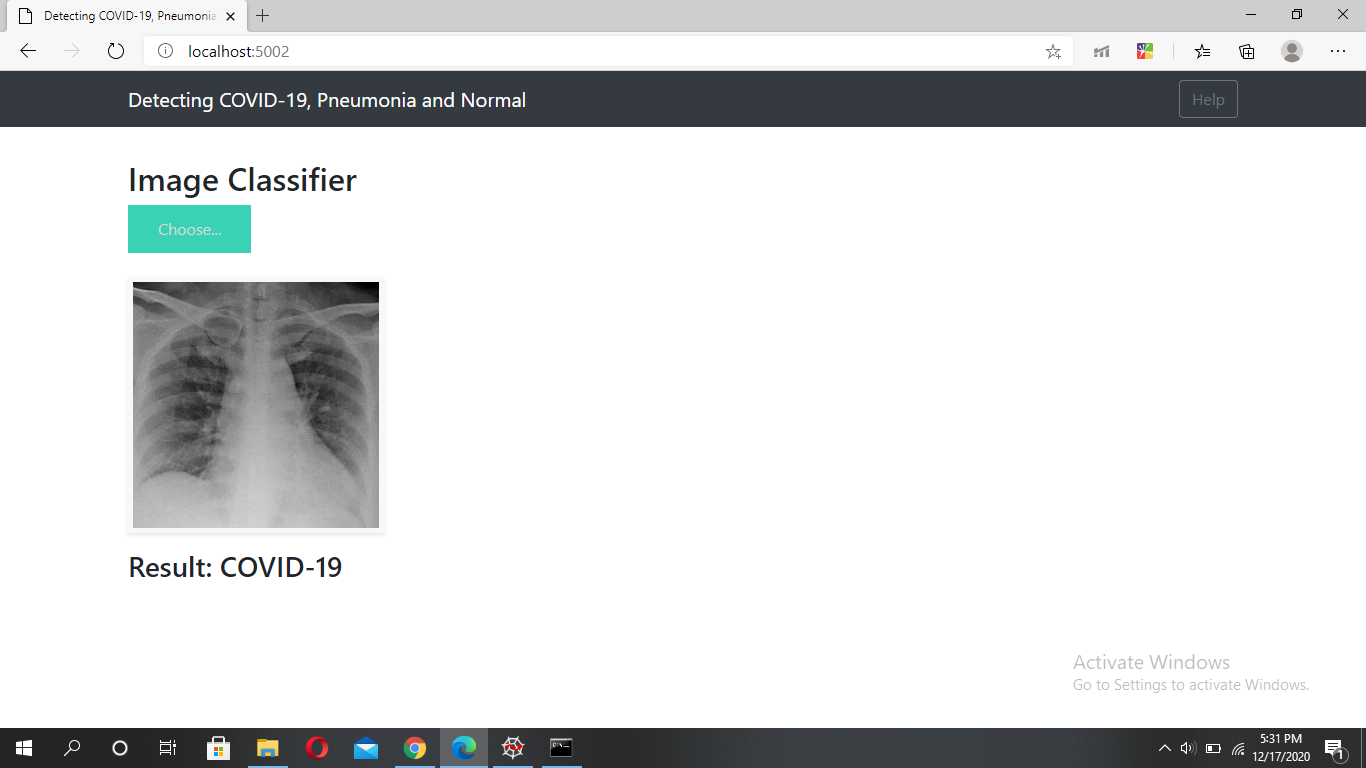 Detecting COVID-19, Pneumonia
localhost:5002
Detecting COVID-19, Pneumonia and Normal
Help
Image Classifier
Choose...
Result: COVID-19
Activate Windows
Go to Settings to activate Windows.
5:31 PM
12/17/2020
1